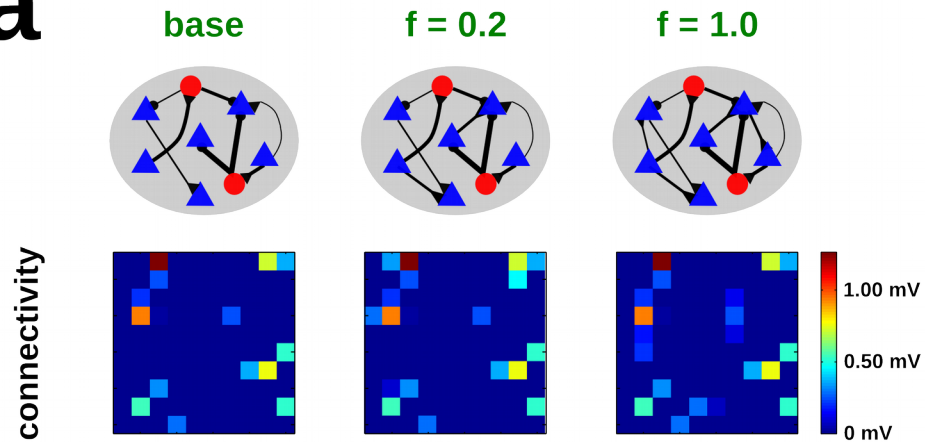 a
base f = 0.2 f = 1.0
connectivity
1.00 mV
0.50 mV
0 mV